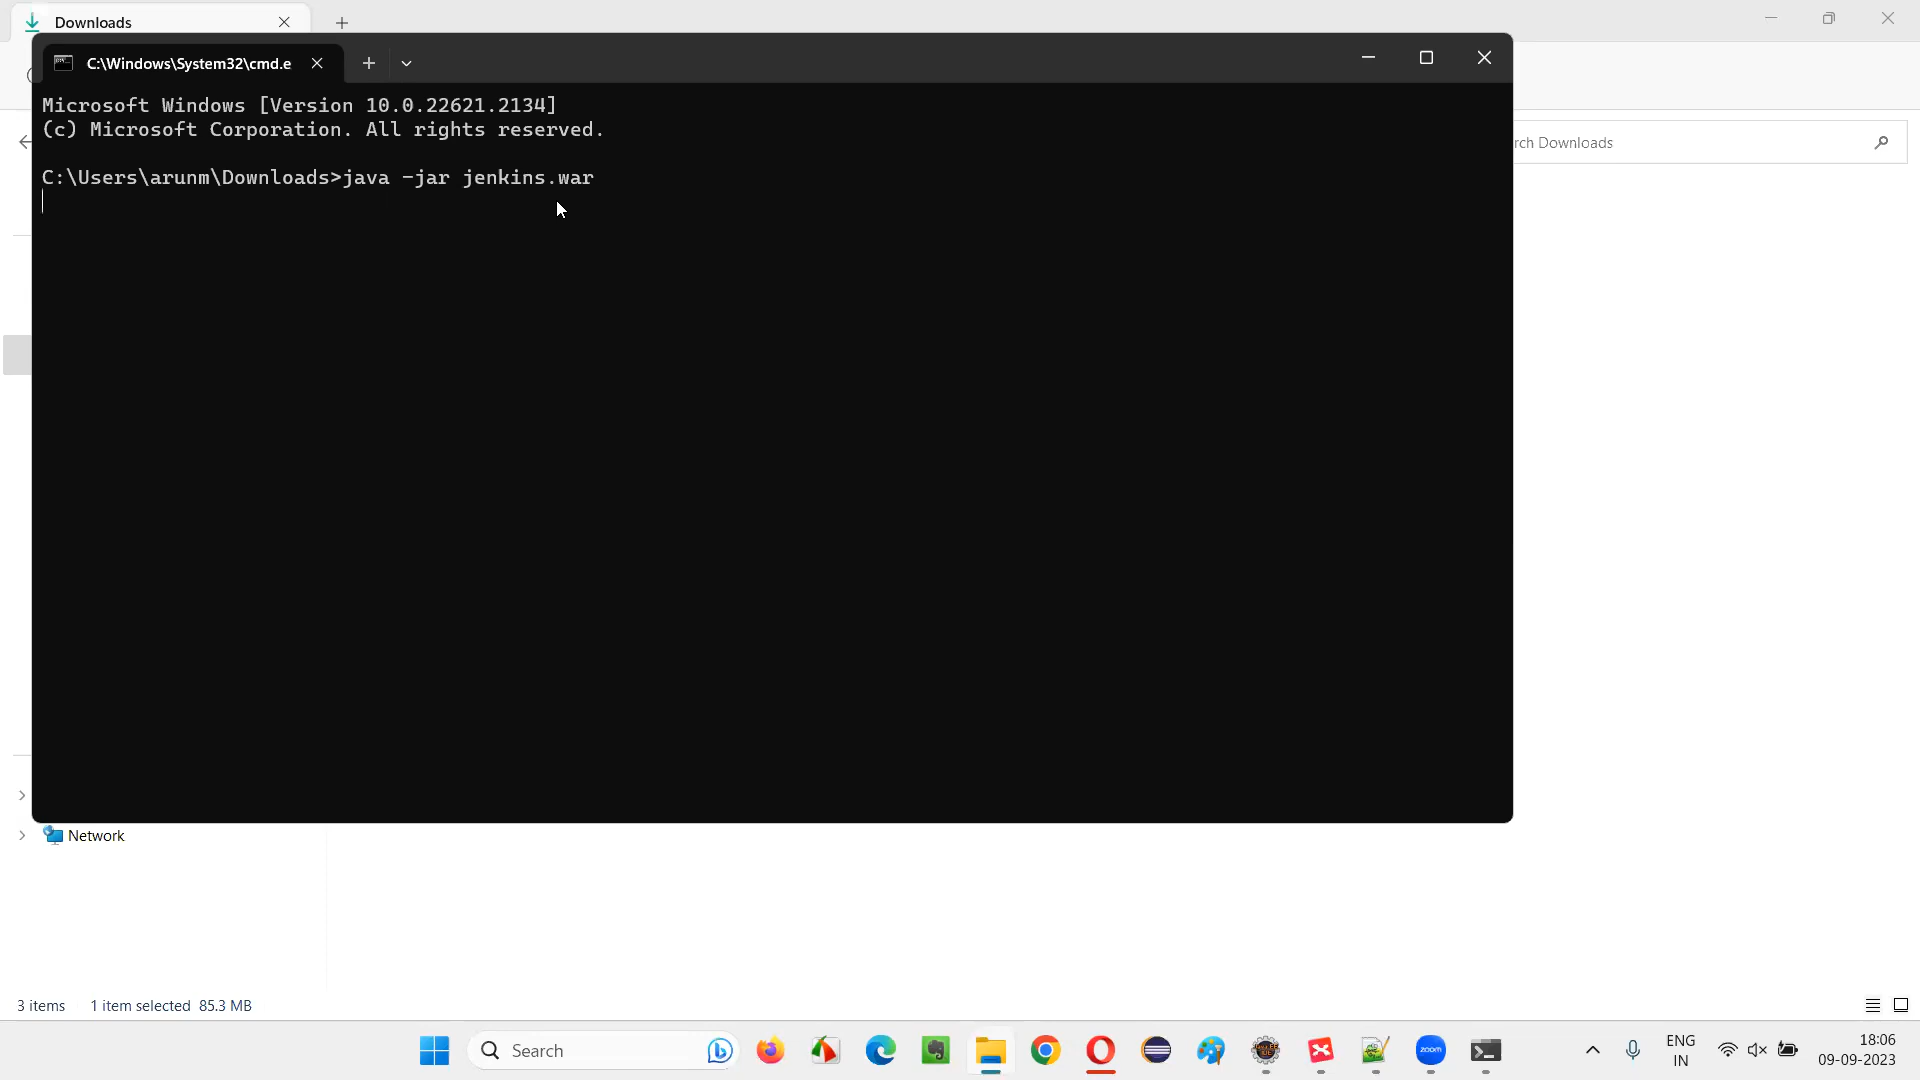 Downloads
C:\Windows\System32\cmd.e
Microsoft Windows [Version 10.0.22621.2134]
(c) Microsoft Corporation. All rights reserved.
rch Downloads
C:\Users\arunm\Downloads>java -jar jenkins.war
Network
3 items 1 item selected 85.3 MB
Search
zoom
ENG
IN
18:06
09-09-2023